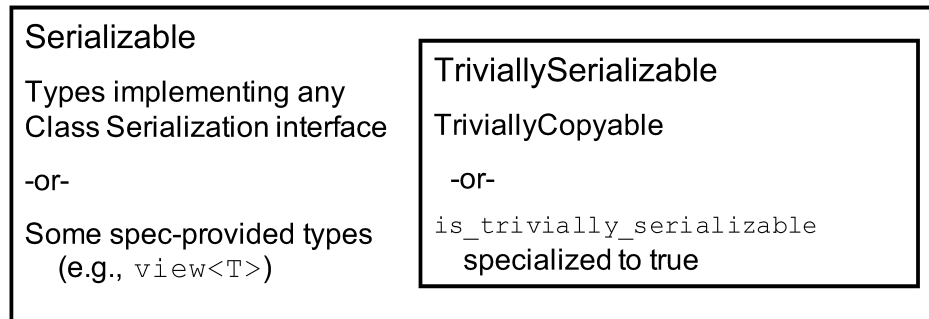 Serializable
Types implementing any
Class Serialization interface
-or-
Some spec-provided types
(e.g., view<T>)
TriviallySerializable
TriviallyCopyable
-or-
is_trivially_serializable
specialized to true